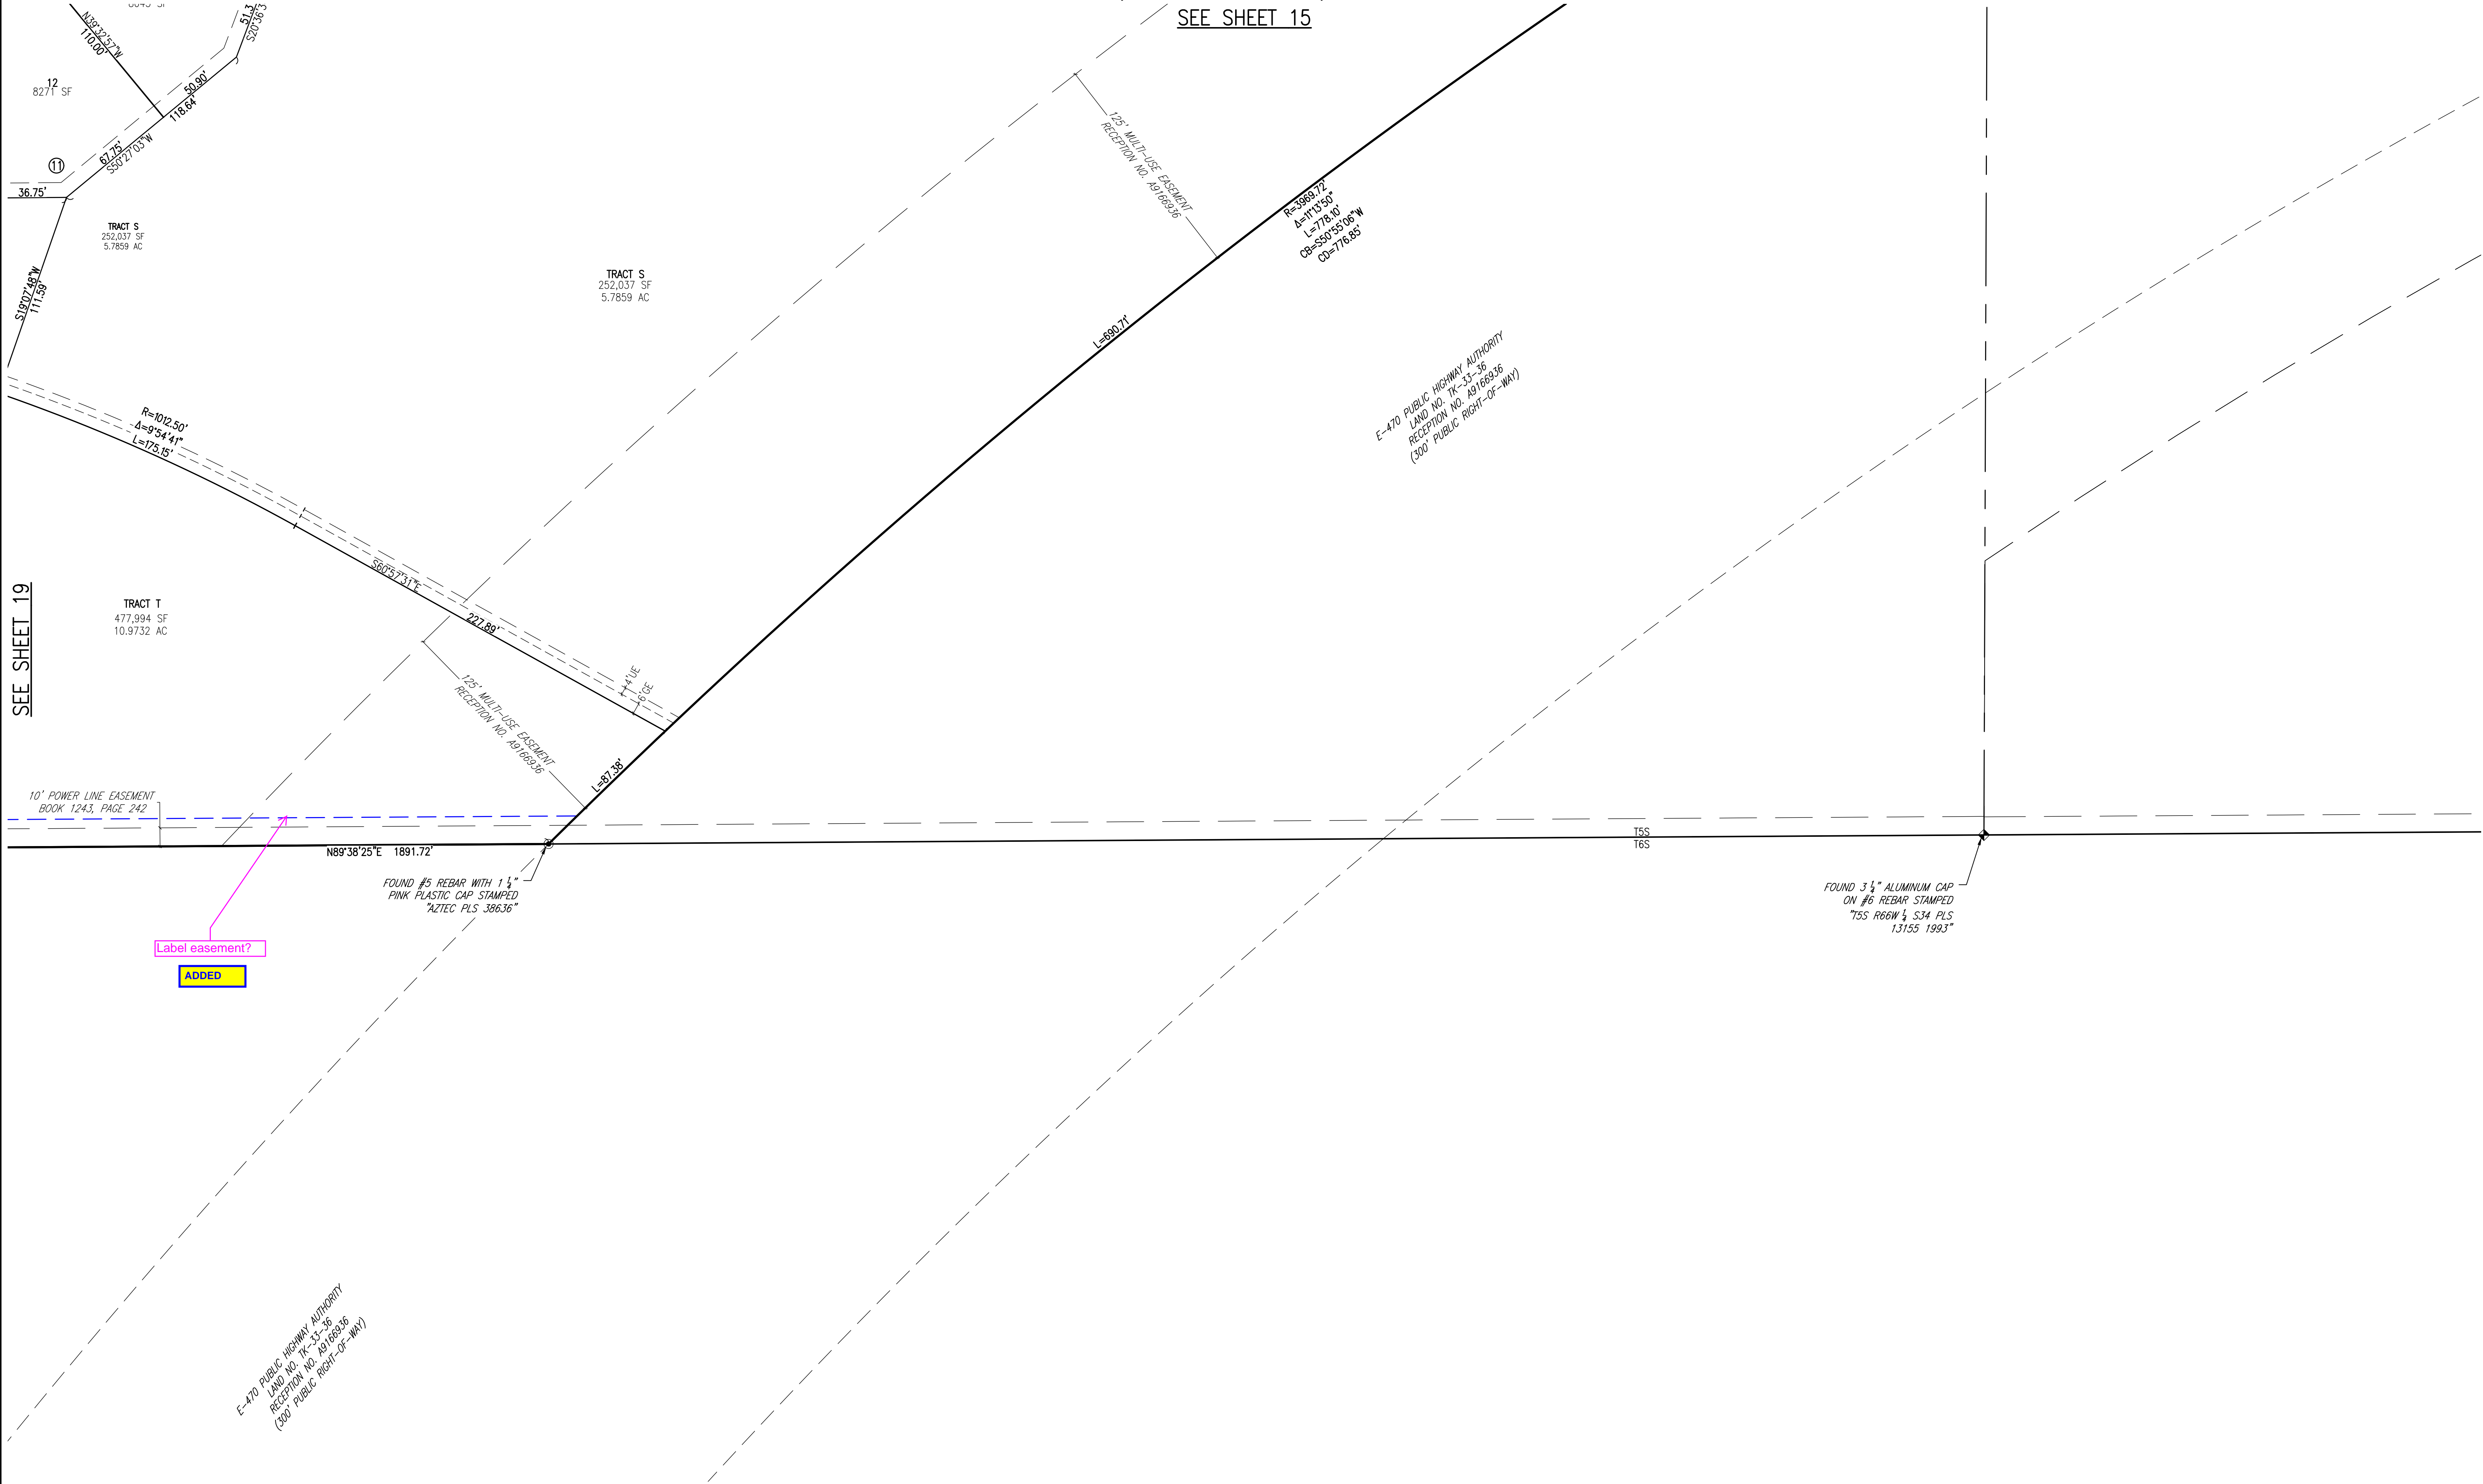 SEE SHEET 15
N39°32'57"W
110.00'
12
8271 SF
50.90'
118.64'
67.75'
S50°27'03"W
11
36.75'
TRACT S
252,037 SF
5.7859 AC
S19°07'48"W
111.59'
TRACT S
252,037 SF
5.7859 AC
125' MULTI-USE EASEMENT
RECEPTION NO. A9166936
R=3969.72'
Δ=11°13'50"
L=778.10'
CB=S50°55'06"W
CD=776.85'
L=690.71'
E-470 PUBLIC HIGHWAY AUTHORITY
LAND NO. TK-33-36
RECEPTION NO. A9166936
(300' PUBLIC RIGHT-OF-WAY)
R=1012.50'
Δ=9°54'41"
L=175.15'
S60°57'31"E
227.89'
SEE SHEET 19
TRACT T
477,994 SF
10.9732 AC
14'UE
6'GE
125' MULTI-USE EASEMENT
RECEPTION NO. A9166936
L=87.38'
10' POWER LINE EASEMENT
BOOK 1243, PAGE 242
N89°38'25"E 1891.72'
T5S
T6S
FOUND #5 REBAR WITH 1 1/4"
PINK PLASTIC CAP STAMPED
"AZTEC PLS 38636"
FOUND 3 1/4" ALUMINUM CAP
ON #6 REBAR STAMPED
"T5S R66W 1/4 S34 PLS
13155 1993"
Label easement?
ADDED
E-470 PUBLIC HIGHWAY AUTHORITY
LAND NO. TK-33-36
RECEPTION NO. A9166936
(300' PUBLIC RIGHT-OF-WAY)